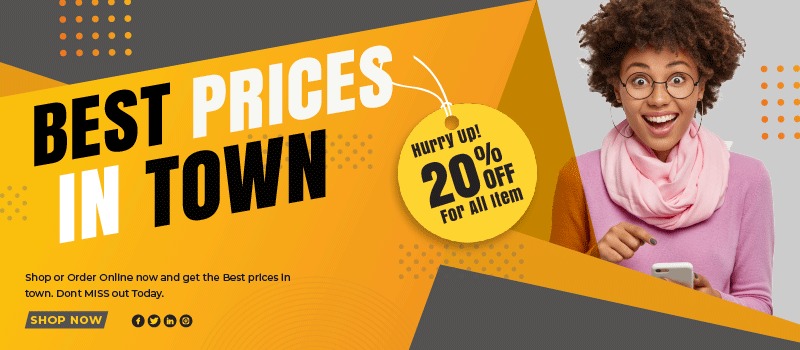 BEST PRICES
IN TOWN
Hurry Up!
20% OFF
For All Item
Shop or Order Online now and get the Best prices in
town. Dont MISS out Today.
SHOP NOW